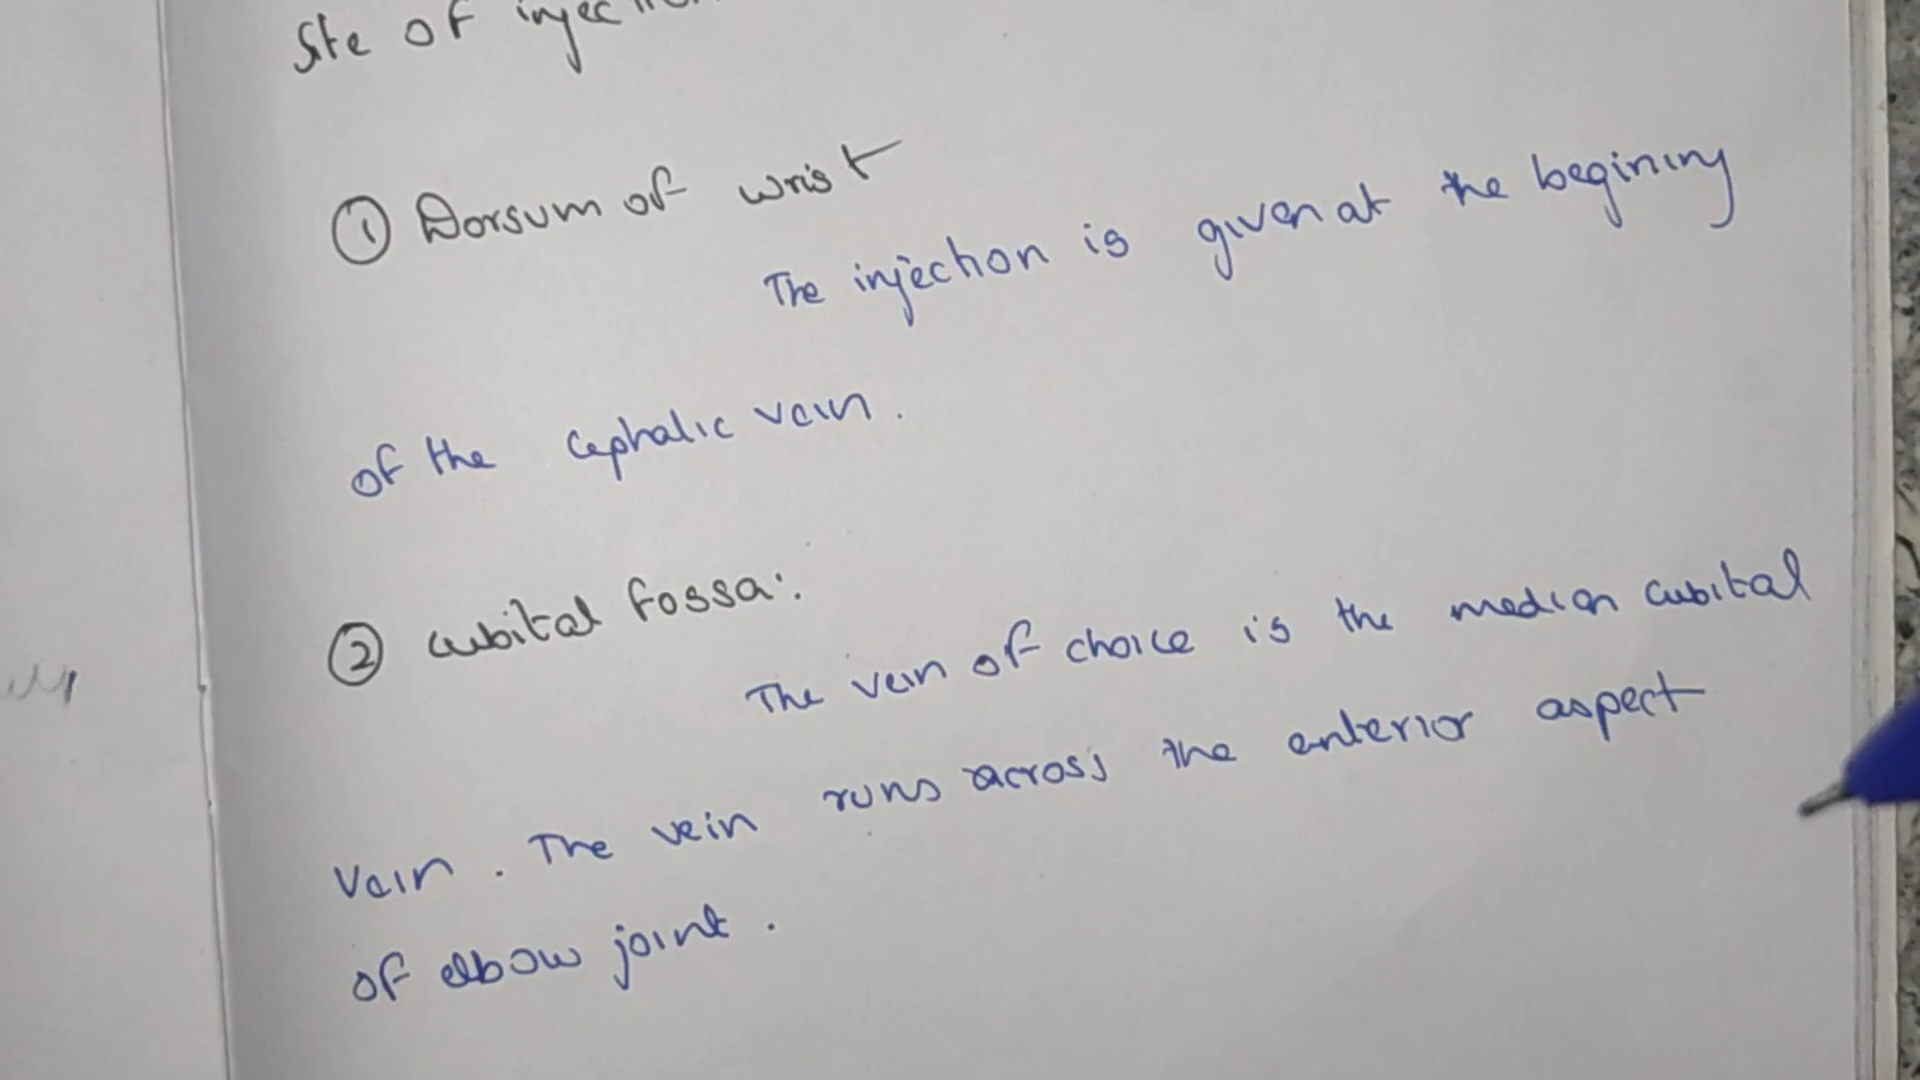 Site of injection
① Dorsum of wrist
The injection is given at the begining
of the Cephalic vein.
② cubital fossa:.
The vein of choice is the median cubital
Vein. The vein runs across the anterior aspect
of elbow joint.